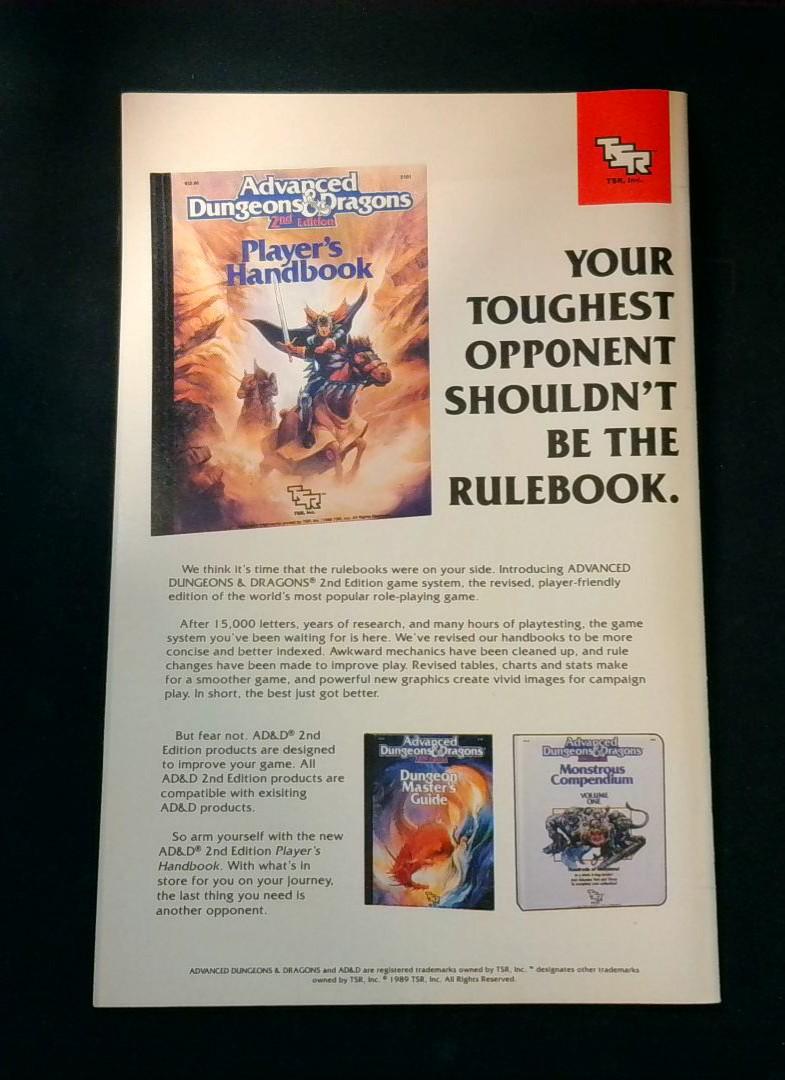 TSR
TSR, Inc.
Advanced
Dungeons & Dragons
2nd Edition
Player's
Handbook
TSR
TSR, Inc.
YOUR
TOUGHEST
OPPONENT
SHOULDN'T
BE THE
RULEBOOK.
We think it's time that the rulebooks were on your side. Introducing ADVANCED
DUNGEONS & DRAGONS® 2nd Edition game system, the revised, player-friendly
edition of the world's most popular role-playing game.
After 15,000 letters, years of research, and many hours of playtesting, the game
system you've been waiting for is here. We've revised our handbooks to be more
concise and better indexed. Awkward mechanics have been cleaned up, and rule
changes have been made to improve play. Revised tables, charts and stats make
for a smoother game, and powerful new graphics create vivid images for campaign
play. In short, the best just got better.
But fear not. AD&D® 2nd
Edition products are designed
to improve your game. All
AD&D 2nd Edition products are
compatible with exisiting
AD&D products.
So arm yourself with the new
AD&D® 2nd Edition Player's
Handbook. With what's in
store for you on your journey,
the last thing you need is
another opponent.
Advanced
Dungeons & Dragons
Dungeon
Master's
Guide
Advanced
Dungeons & Dragons
Monstrous
Compendium
VOLUME
ONE
ADVANCED DUNGEONS & DRAGONS and AD&D are registered trademarks owned by TSR, Inc. ™ designates other trademarks
owned by TSR, Inc. © 1989 TSR, Inc. All Rights Reserved.